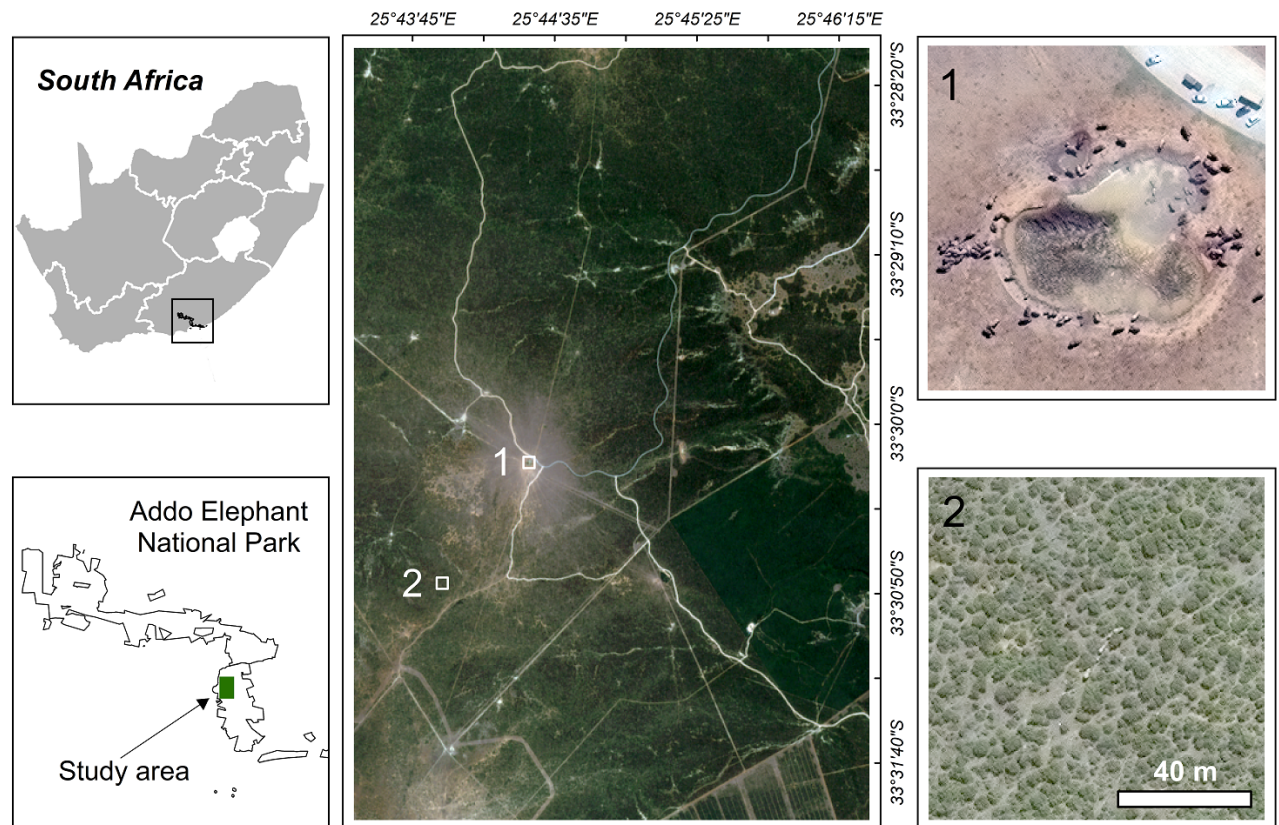 25°43'45"E
25°44'35"E
25°45'25"E
25°46'15"E
South Africa
33°28'20"S
33°29'10"S
33°30'0"S
33°30'50"S
33°31'40"S
1
2
Addo Elephant
National Park
Study area
1
2
40 m